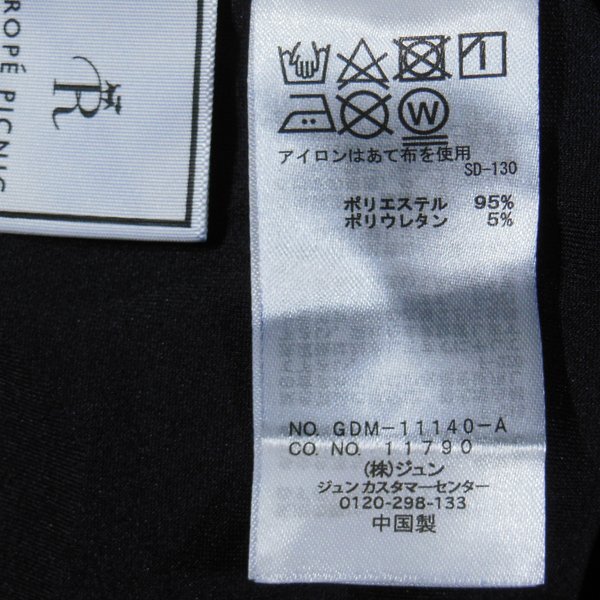 ROPÉ PICNIC
R
W
アイロンはあて布を使用
SD-130
ポリエステル 95%
ポリウレタン 5%
NO. GDM-11140-A
CO. NO. 11790
(株)ジュン
ジュン カスタマーセンター
0120-298-133
中国製